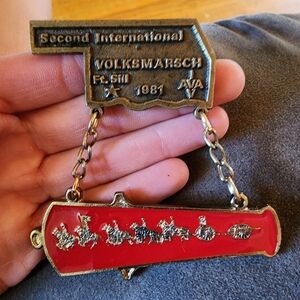 Second International
VOLKSMARSCH
Ft. Sill AVA
1981